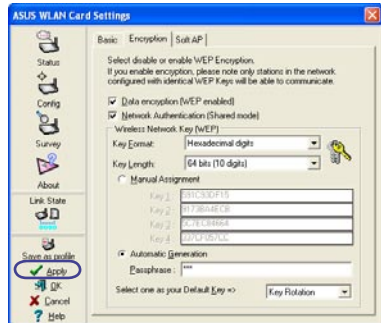 ASUS WLAN Card Settings
Status
Config
Survey
About
Link State
Save as profile
Apply
OK
Cancel
Help
Basic Encryption Soft AP
Select disable or enable WEP Encryption.
If you enable encryption, please note only stations in the network
configured with identical WEP Keys will be able to communicate.
Data encryption (WEP enabled)
Network Authentication (Shared mode)
Wireless Network Key (WEP)
Key Format: Hexadecimal digits
Key Length: 64 bits (10 digits)
Manual Assignment
Key 1:
Key 2:
Key 3:
Key 4:
Automatic Generation
Passphrase: ***
Select one as your Default Key => Key Rotation